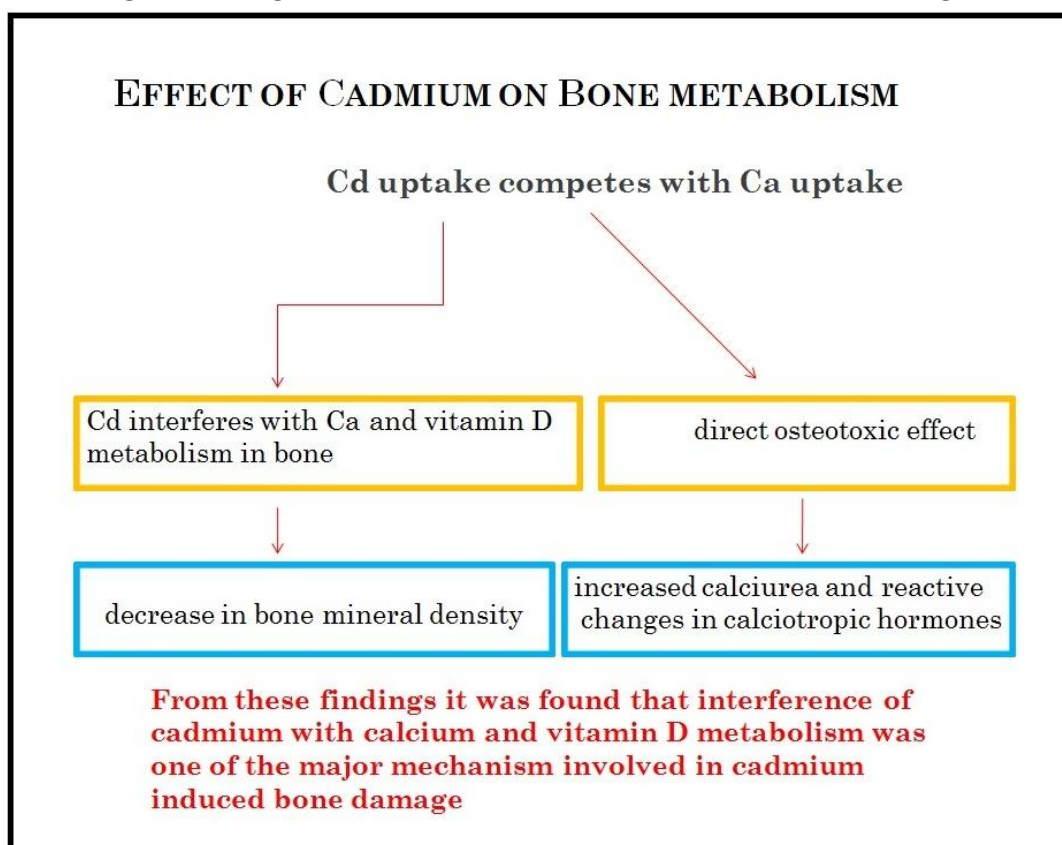 EFFECT OF CADMIUM ON BONE METABOLISM
Cd uptake competes with Ca uptake
Cd interferes with Ca and vitamin D
metabolism in bone
direct osteotoxic effect
decrease in bone mineral density
increased calciurea and reactive
changes in calciotropic hormones
From these findings it was found that interference of
cadmium with calcium and vitamin D metabolism was
one of the major mechanism involved in cadmium
induced bone damage